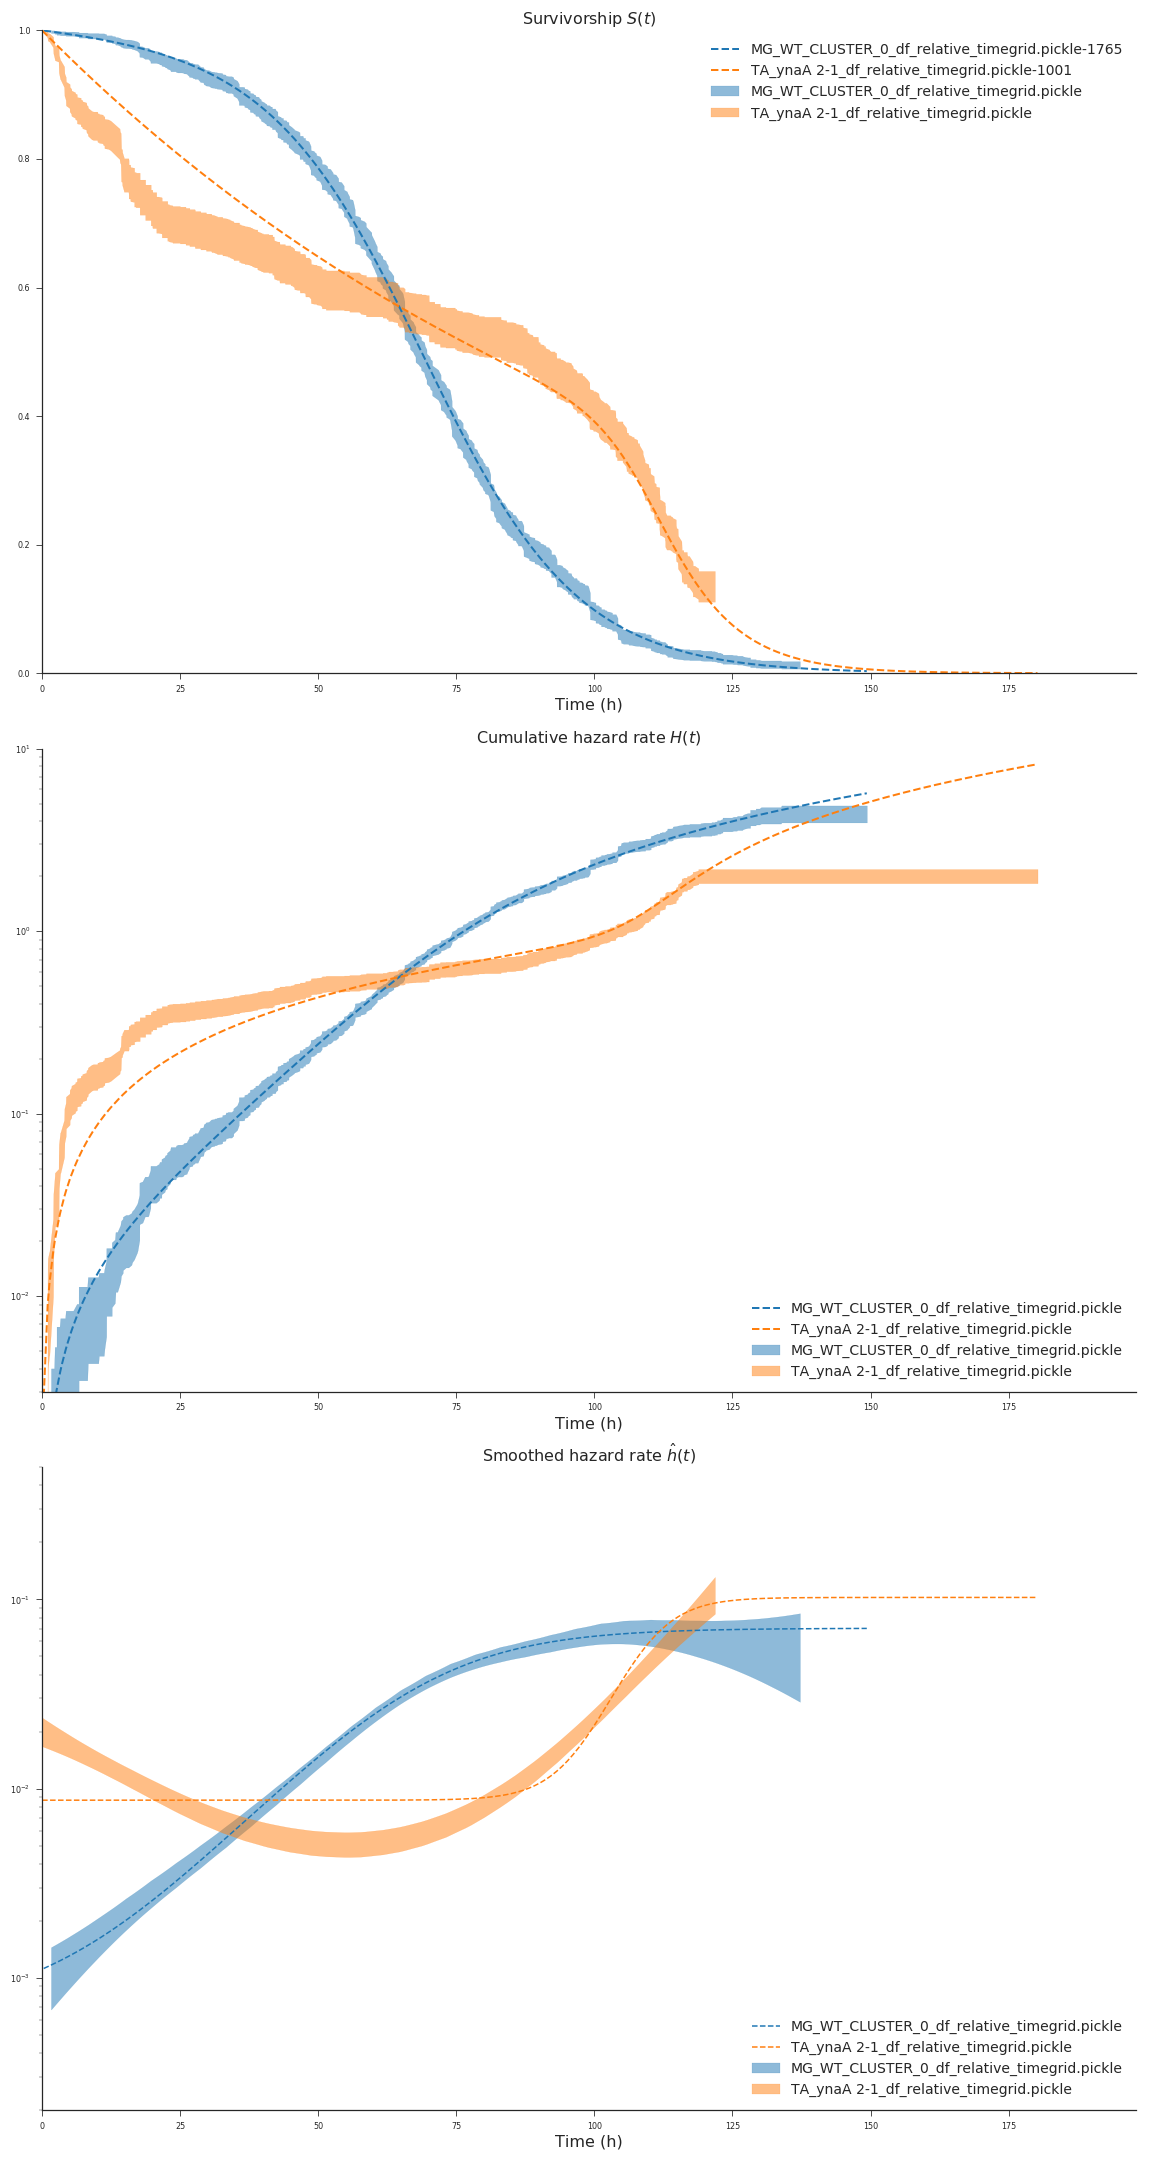 Survivorship S(t)
1.0
0.8
0.6
0.4
0.2
0.0
MG_WT_CLUSTER_0_df_relative_timegrid.pickle-1765
TA_ynaA 2-1_df_relative_timegrid.pickle-1001
MG_WT_CLUSTER_0_df_relative_timegrid.pickle
TA_ynaA 2-1_df_relative_timegrid.pickle
0 25 50 75 100 125 150 175
Time (h)
Cumulative hazard rate H(t)
10¹
10⁰
10⁻¹
10⁻²
MG_WT_CLUSTER_0_df_relative_timegrid.pickle
TA_ynaA 2-1_df_relative_timegrid.pickle
MG_WT_CLUSTER_0_df_relative_timegrid.pickle
TA_ynaA 2-1_df_relative_timegrid.pickle
0 25 50 75 100 125 150 175
Time (h)
Smoothed hazard rate ĥ(t)
10⁻¹
10⁻²
10⁻³
MG_WT_CLUSTER_0_df_relative_timegrid.pickle
TA_ynaA 2-1_df_relative_timegrid.pickle
MG_WT_CLUSTER_0_df_relative_timegrid.pickle
TA_ynaA 2-1_df_relative_timegrid.pickle
0 25 50 75 100 125 150 175
Time (h)